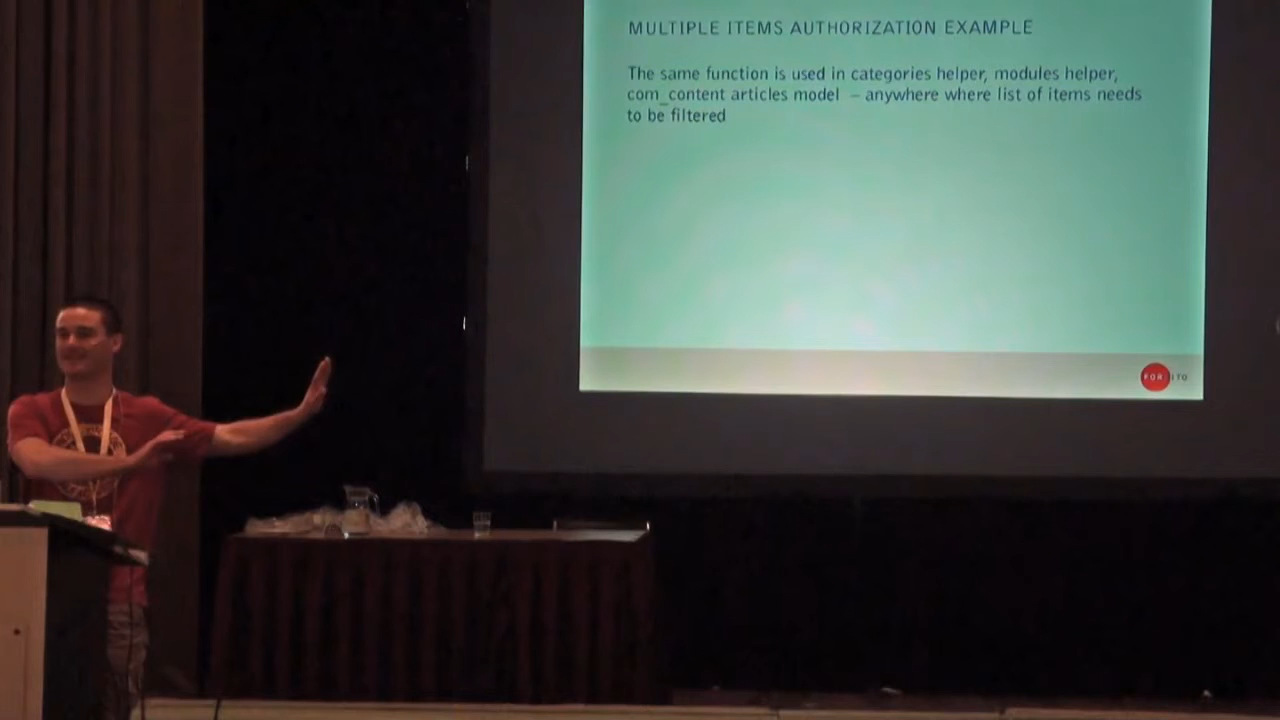 MULTIPLE ITEMS AUTHORIZATION EXAMPLE
The same function is used in categories helper, modules helper,
com_content articles model – anywhere where list of items needs
to be filtered